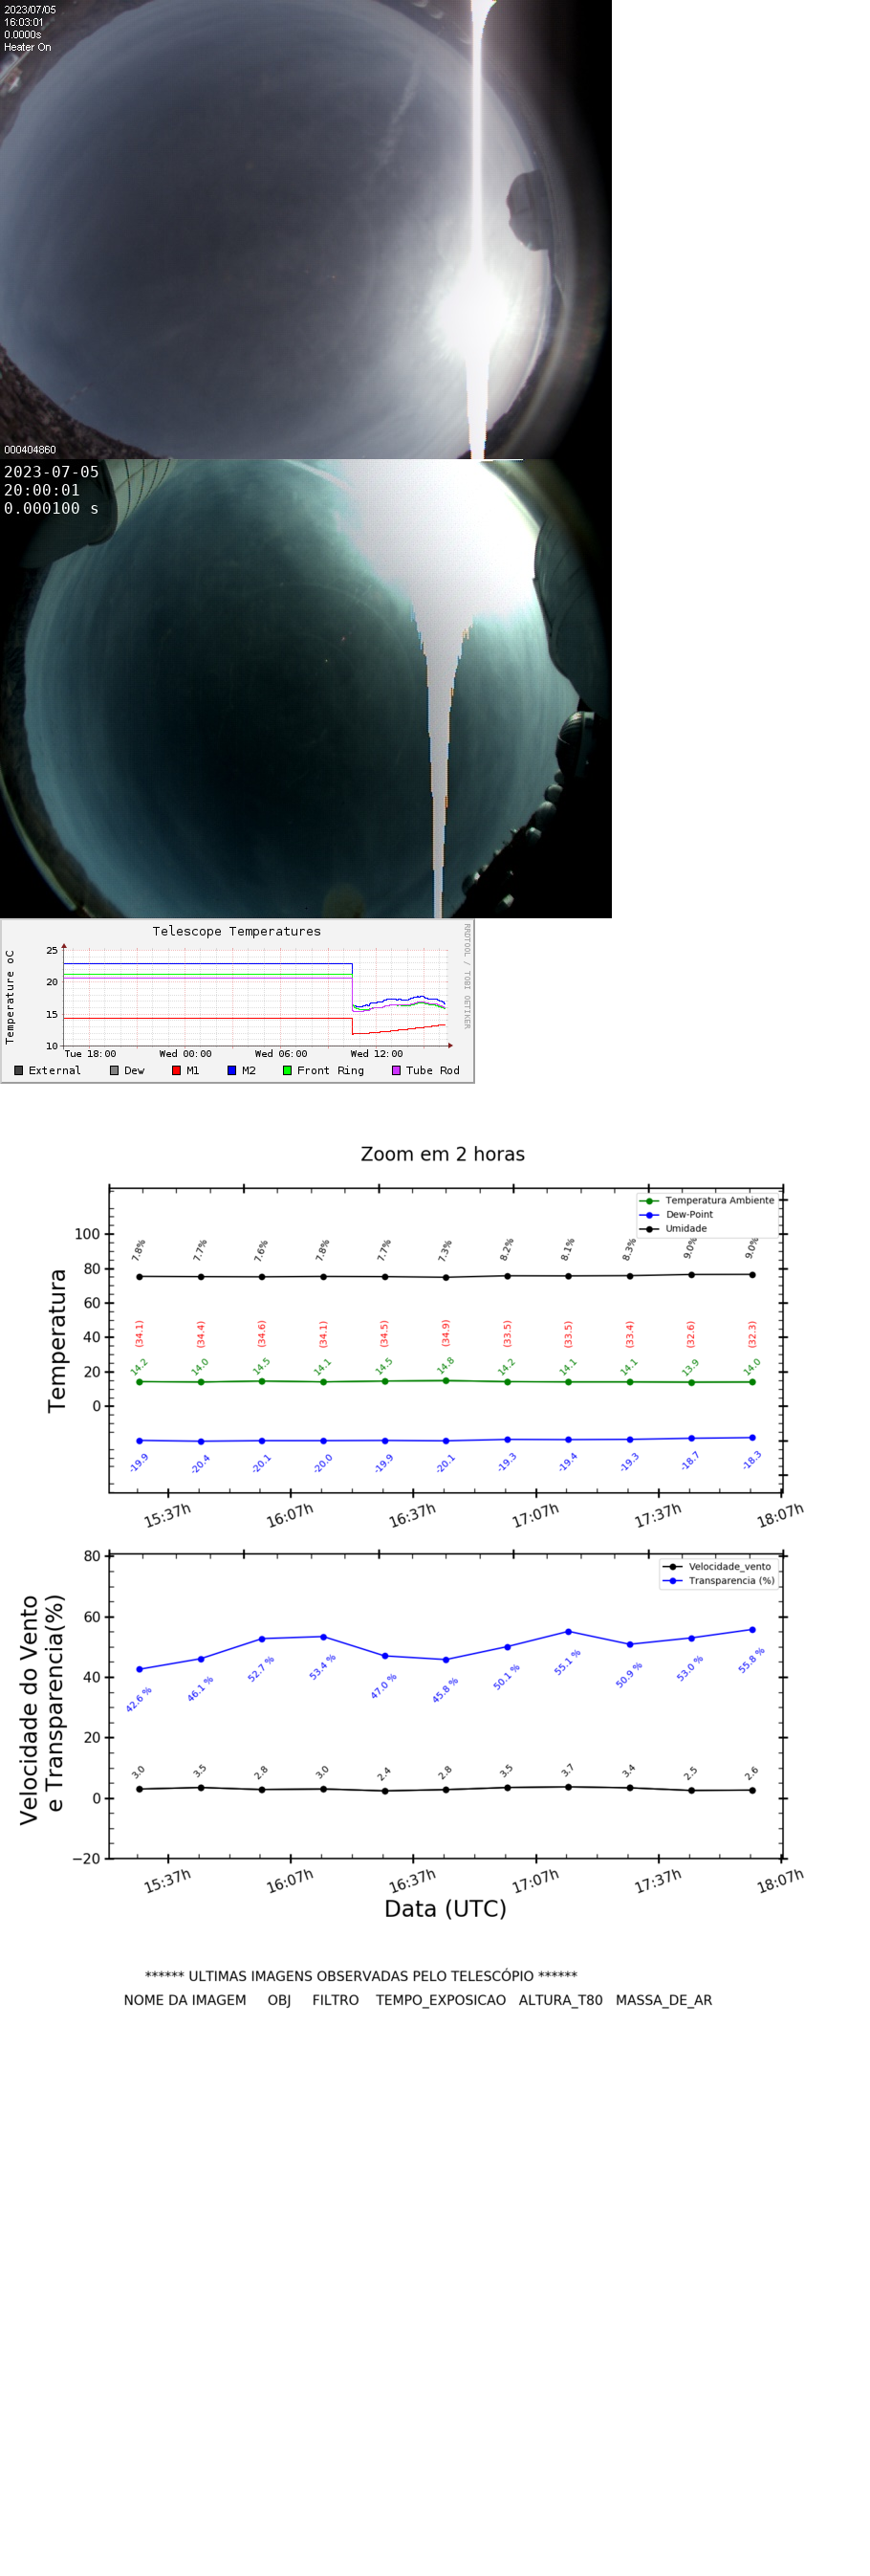 2023/07/05
16:03:01
0.0000s
Heater On
000404860
2023-07-05
20:00:01
0.000100 s
Telescope Temperatures
RRDTOOL / TOBI OETIKER
Temperature oC
25
20
15
10
Tue 18:00 Wed 00:00 Wed 06:00 Wed 12:00
External Dew M1 M2 Front Ring Tube Rod
Zoom em 2 horas
Temperatura Ambiente
Dew-Point
Umidade
Temperatura
100
80
60
40
20
0
7.8% 7.7% 7.6% 7.8% 7.7% 7.3% 8.2% 8.1% 8.3% 9.0% 9.0%
(34.1) (34.4) (34.6) (34.1) (34.5) (34.9) (33.5) (33.5) (33.4) (32.6) (32.3)
14.2 14.0 14.5 14.1 14.5 14.8 14.2 14.1 14.1 13.9 14.0
-19.9 -20.4 -20.1 -20.0 -19.9 -20.1 -19.3 -19.4 -19.3 -18.7 -18.3
15:37h 16:07h 16:37h 17:07h 17:37h 18:07h
Velocidade_vento
Transparencia (%)
Velocidade do Vento
e Transparencia(%)
80
60
40
20
0
−20
42.6 % 46.1 % 52.7 % 53.4 % 47.0 % 45.8 % 50.1 % 55.1 % 50.9 % 53.0 % 55.8 %
3.0 3.5 2.8 3.0 2.4 2.8 3.5 3.7 3.4 2.5 2.6
15:37h 16:07h 16:37h 17:07h 17:37h 18:07h
Data (UTC)
****** ULTIMAS IMAGENS OBSERVADAS PELO TELESCÓPIO ******
NOME DA IMAGEM OBJ FILTRO TEMPO_EXPOSICAO ALTURA_T80 MASSA_DE_AR